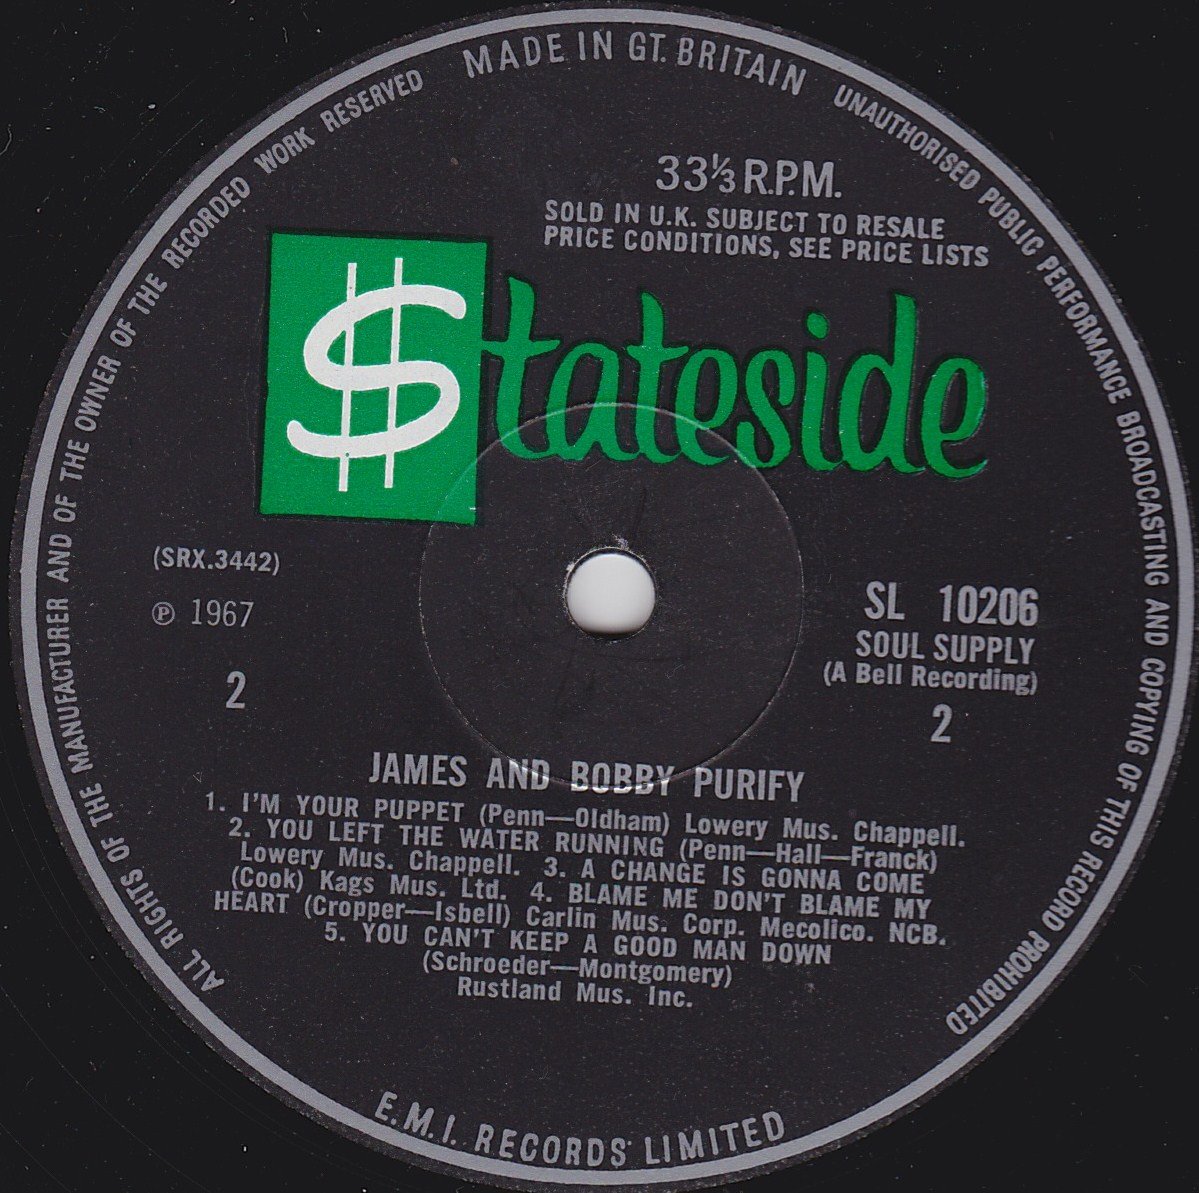 MADE IN GT. BRITAIN
UNAUTHORISED PUBLIC PERFORMANCE BROADCASTING AND COPYING OF THIS RECORD PROHIBITED
ALL RIGHTS OF THE MANUFACTURER AND OF THE OWNER OF THE RECORDED WORK RESERVED
33⅓ R.P.M.
SOLD IN U.K. SUBJECT TO RESALE
PRICE CONDITIONS, SEE PRICE LISTS
$tateside
(SRX.3442)
℗ 1967
2
SL 10206
SOUL SUPPLY
(A Bell Recording)
2
JAMES AND BOBBY PURIFY
1. I'M YOUR PUPPET (Penn—Oldham) Lowery Mus. Chappell.
2. YOU LEFT THE WATER RUNNING (Penn—Hall—Franck)
Lowery Mus. Chappell. 3. A CHANGE IS GONNA COME
(Cook) Kags Mus. Ltd. 4. BLAME ME DON'T BLAME MY
HEART (Cropper—Isbell) Carlin Mus. Corp. Mecolico. NCB.
5. YOU CAN'T KEEP A GOOD MAN DOWN
(Schroeder—Montgomery)
Rustland Mus. Inc.
E.M.I. RECORDS LIMITED